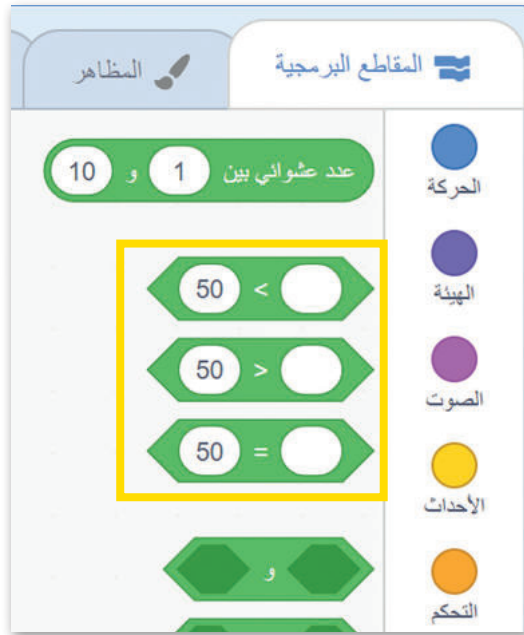 المقاطع البرمجية
المظاهر
الحركة
الهيئة
الصوت
الأحداث
التحكم
عدد عشوائي بين 1 و 10
< 50
> 50
= 50
و